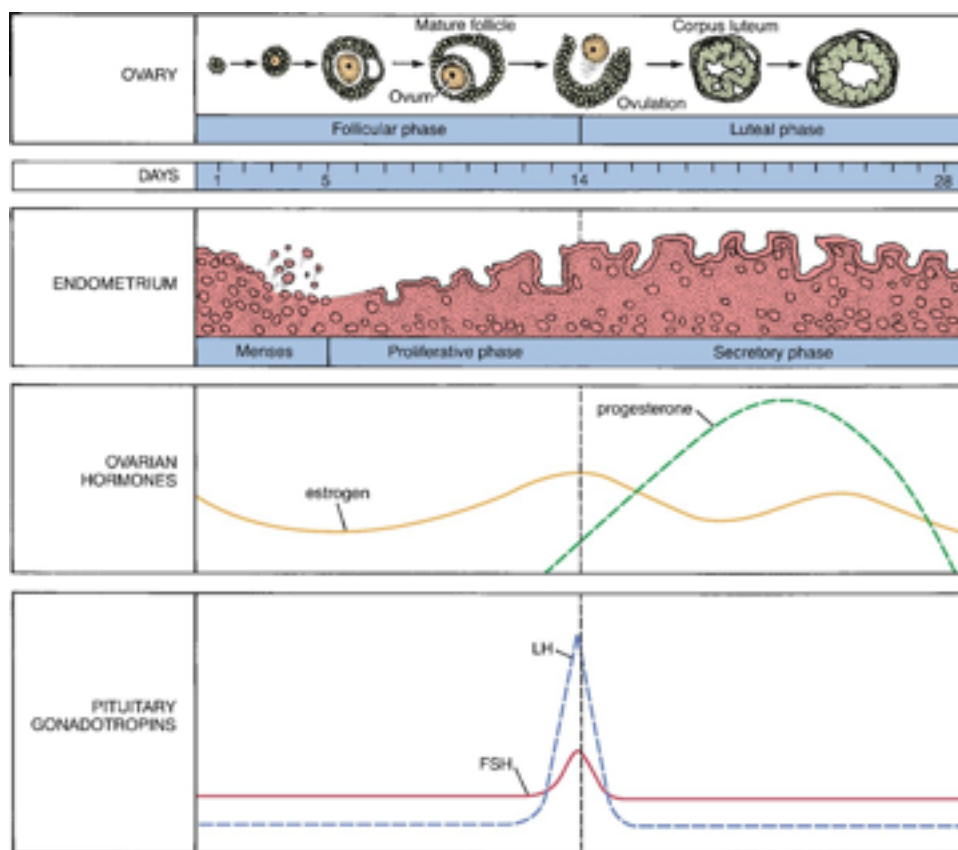 OVARY
Mature follicle
Corpus luteum
Ovum
Ovulation
Follicular phase
Luteal phase
DAYS
1
5
14
28
ENDOMETRIUM
Menses
Proliferative phase
Secretory phase
OVARIAN
HORMONES
progesterone
estrogen
PITUITARY
GONADOTROPINS
LH
FSH